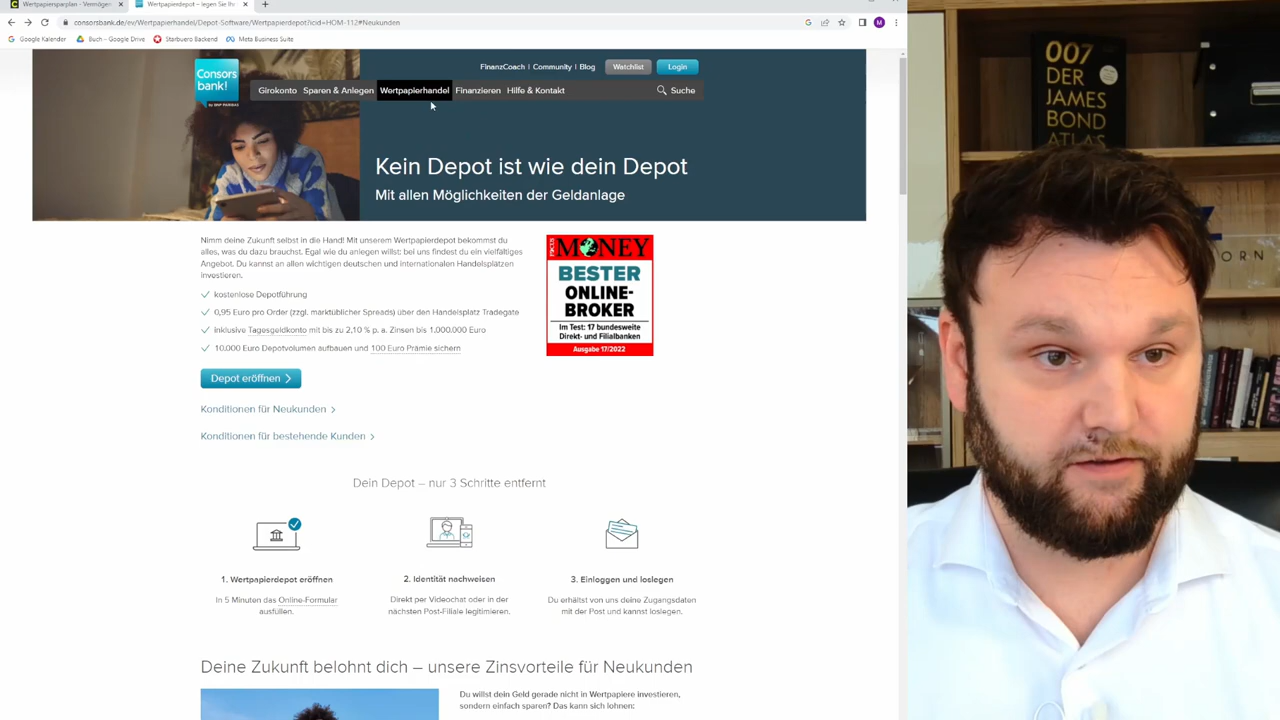 Wertpapiersparplan - Vermögen
Wertpapierdepot – legen Sie Ihr
consorsbank.de/ev/Wertpapierhandel/Depot-Software/Wertpapierdepot?icid=HOM-112#Neukunden
M
Google Kalender
Buch – Google Drive
Starbuero Backend
Meta Business Suite
Consors
bank!
by BNP PARIBAS
FinanzCoach | Community | Blog
Watchlist
Login
Girokonto
Sparen & Anlegen
Wertpapierhandel
Finanzieren
Hilfe & Kontakt
Suche
Kein Depot ist wie dein Depot
Mit allen Möglichkeiten der Geldanlage
Nimm deine Zukunft selbst in die Hand! Mit unserem Wertpapierdepot bekommst du
alles, was du dazu brauchst. Egal wie du anlegen willst: bei uns findest du ein vielfältiges
Angebot. Du kannst an allen wichtigen deutschen und internationalen Handelsplätzen
investieren.
kostenlose Depotführung
0,95 Euro pro Order (zzgl. marktüblicher Spreads) über den Handelsplatz Tradegate
inklusive Tagesgeldkonto mit bis zu 2,10 % p. a. Zinsen bis 1.000.000 Euro
10.000 Euro Depotvolumen aufbauen und 100 Euro Prämie sichern
FOCUS
MONEY
BESTER
ONLINE-
BROKER
Im Test: 17 bundesweite
Direkt- und Filialbanken
Ausgabe 17/2022
Depot eröffnen
Konditionen für Neukunden
Konditionen für bestehende Kunden
Dein Depot – nur 3 Schritte entfernt
1. Wertpapierdepot eröffnen
In 5 Minuten das Online-Formular
ausfüllen.
2. Identität nachweisen
Direkt per Videochat oder in der
nächsten Post-Filiale legitimieren.
3. Einloggen und loslegen
Du erhältst von uns deine Zugangsdaten
mit der Post und kannst loslegen.
Deine Zukunft belohnt dich – unsere Zinsvorteile für Neukunden
Du willst dein Geld gerade nicht in Wertpapiere investieren,
sondern einfach sparen? Das kann sich lohnen:
007
DER
JAMES
BOND
ATLAS
ORN